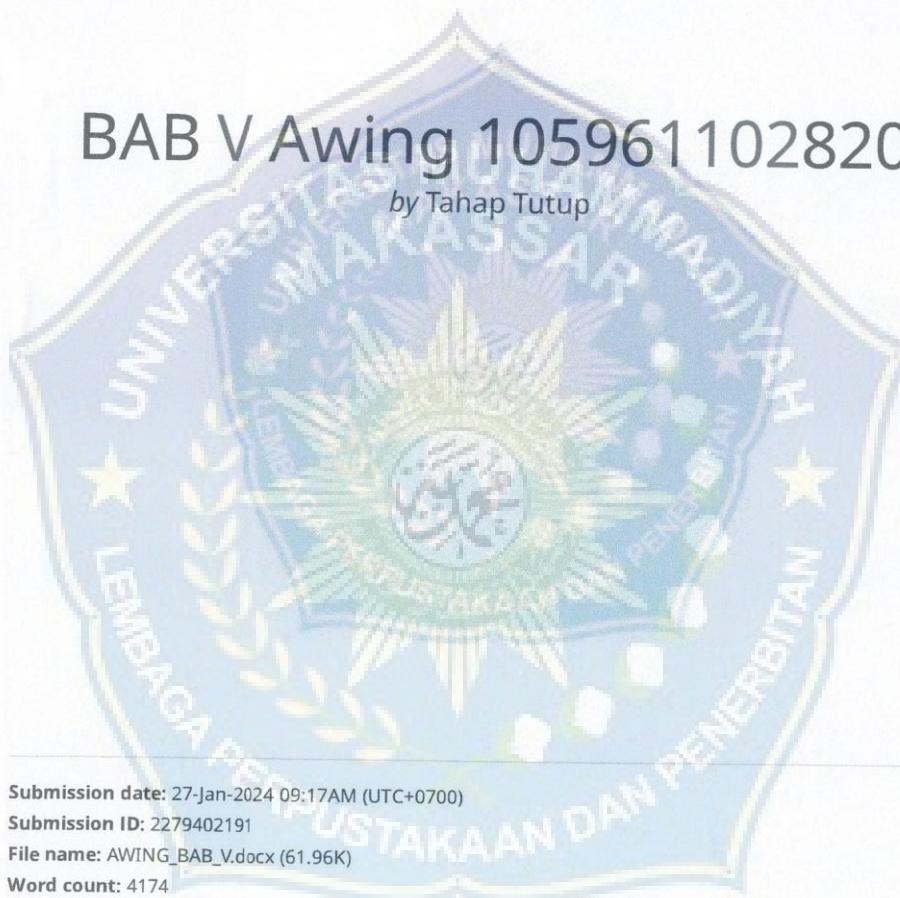 BAB V Awing 105961102820
by Tahap Tutup
UNIVERSITAS MUHAMMADIYAH
MAKASSAR
LEMBAGA PERPUSTAKAAN DAN PENERBITAN
Submission date: 27-Jan-2024 09:17AM (UTC+0700)
Submission ID: 2279402191
File name: AWING_BAB_V.docx (61.96K)
Word count: 4174